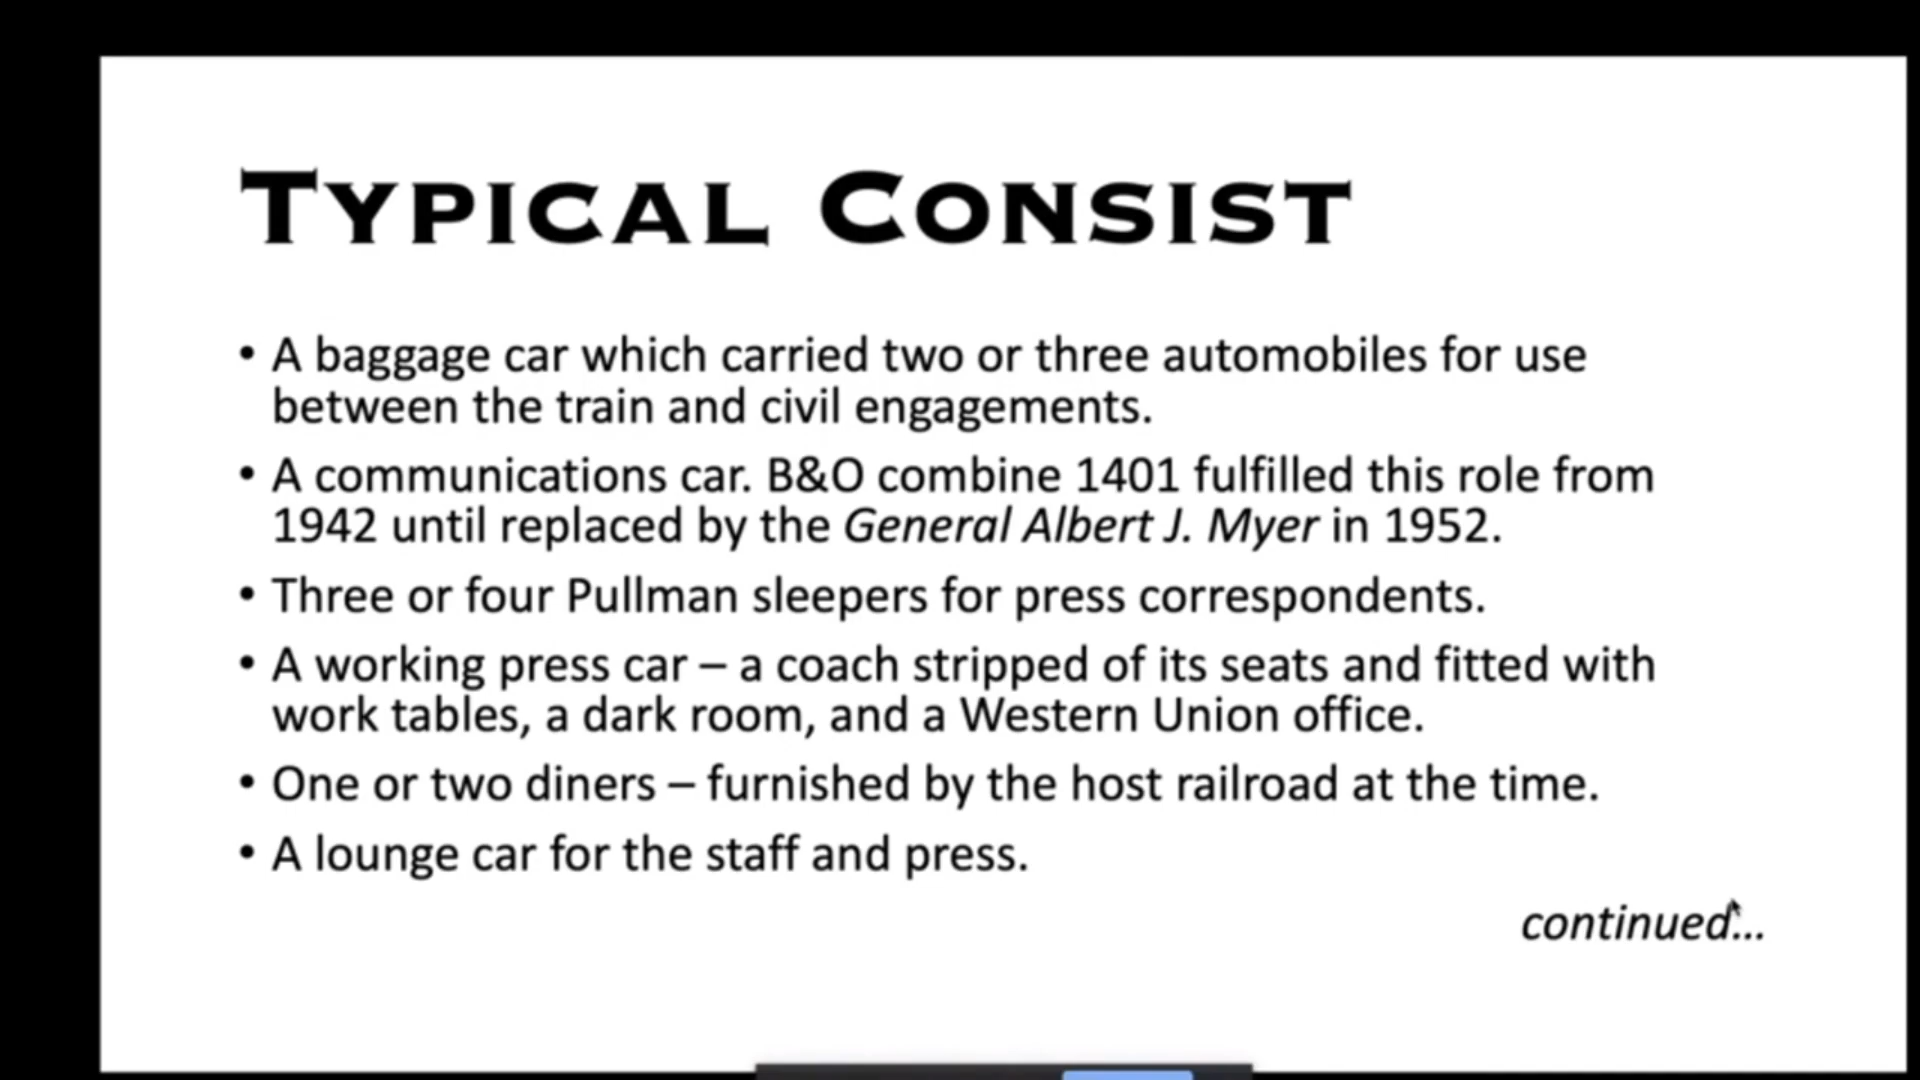 TYPICAL CONSIST
• A baggage car which carried two or three automobiles for use
between the train and civil engagements.
• A communications car. B&O combine 1401 fulfilled this role from
1942 until replaced by the General Albert J. Myer in 1952.
• Three or four Pullman sleepers for press correspondents.
• A working press car – a coach stripped of its seats and fitted with
work tables, a dark room, and a Western Union office.
• One or two diners – furnished by the host railroad at the time.
• A lounge car for the staff and press.
continued...